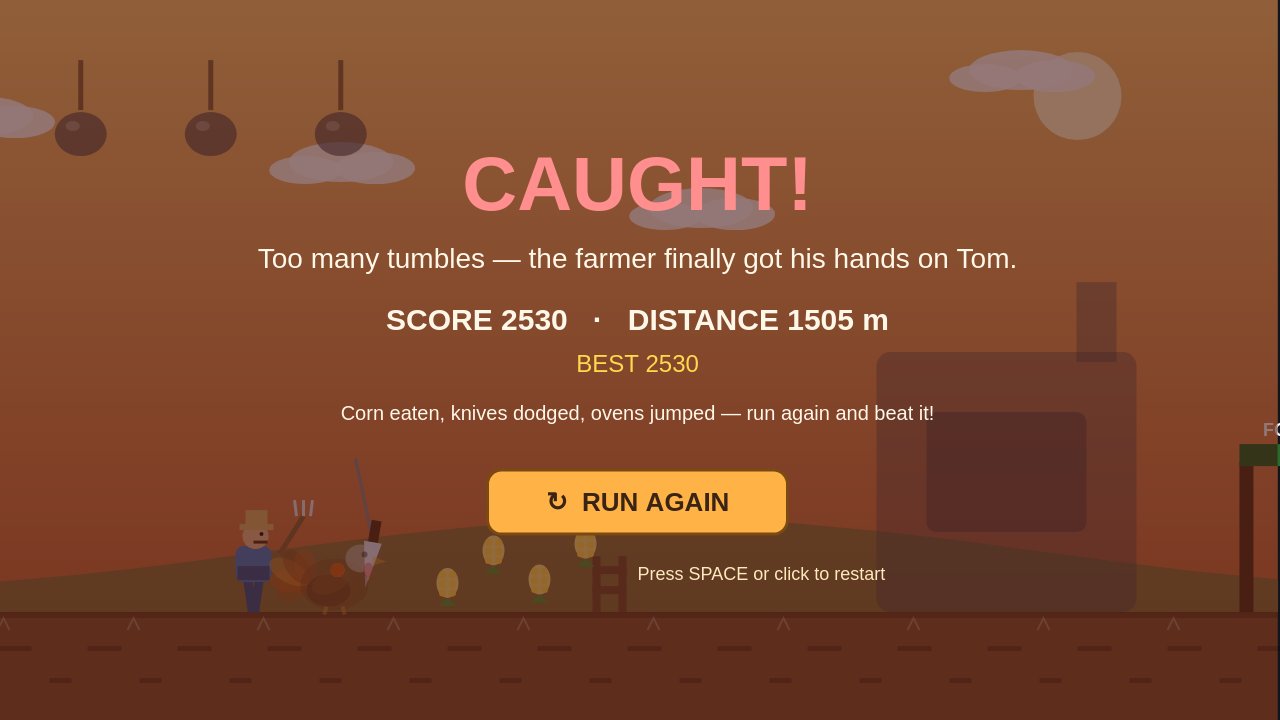 CAUGHT!
Too many tumbles — the farmer finally got his hands on Tom.
SCORE 2530 · DISTANCE 1505 m
BEST 2530
Corn eaten, knives dodged, ovens jumped — run again and beat it!
↻ RUN AGAIN
Press SPACE or click to restart